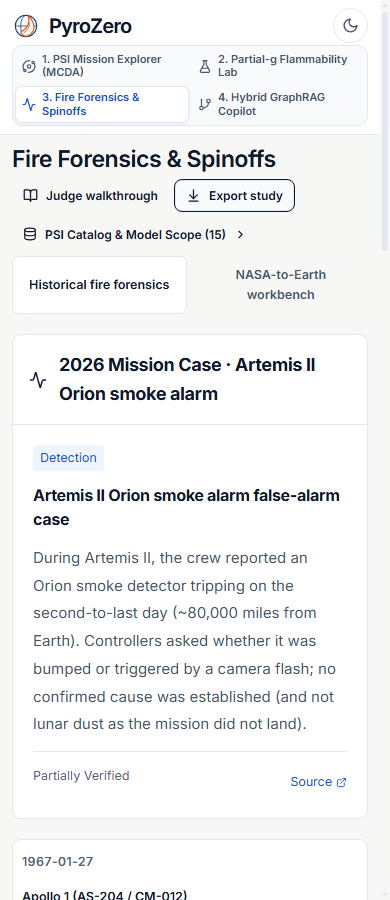 PyroZero
1. PSI Mission Explorer
(MCDA)
2. Partial-g Flammability
Lab
3. Fire Forensics &
Spinoffs
4. Hybrid GraphRAG
Copilot
Fire Forensics & Spinoffs
Judge walkthrough
Export study
PSI Catalog & Model Scope (15)
Historical fire forensics
NASA-to-Earth
workbench
2026 Mission Case · Artemis II
Orion smoke alarm
Detection
Artemis II Orion smoke alarm false-alarm
case
During Artemis II, the crew reported an
Orion smoke detector tripping on the
second-to-last day (~80,000 miles from
Earth). Controllers asked whether it was
bumped or triggered by a camera flash; no
confirmed cause was established (and not
lunar dust as the mission did not land).
Partially Verified
Source
1967-01-27
Apollo 1 (AS-204 / CM-012)